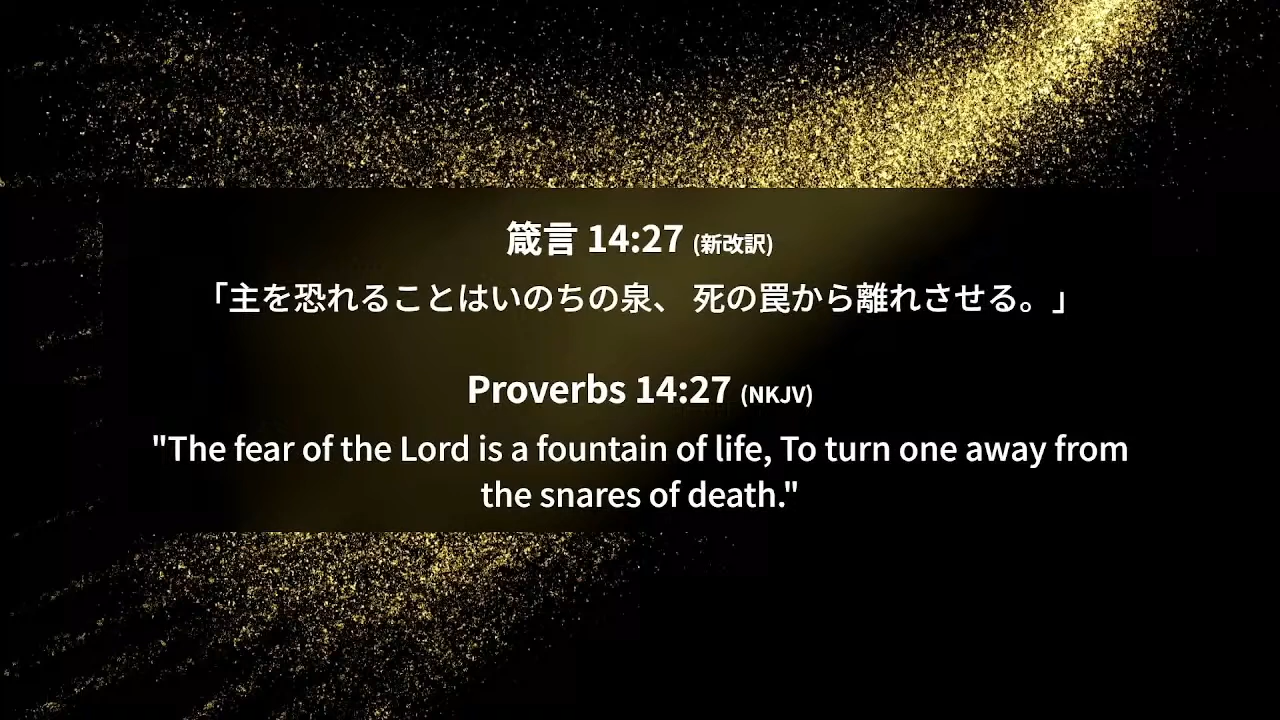 箴言 14:27 (新改訳)
「主を恐れることはいのちの泉、 死の罠から離れさせる。」
Proverbs 14:27 (NKJV)
"The fear of the Lord is a fountain of life, To turn one away from
the snares of death."